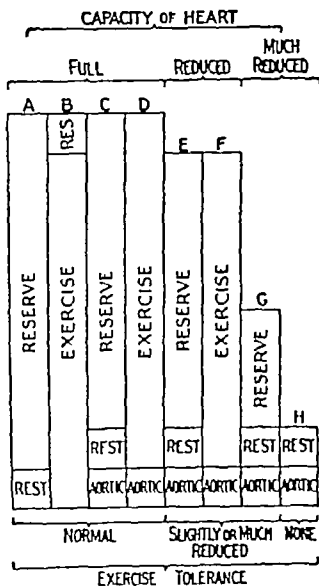 CAPACITY OF HEART
FULL
REDUCED
MUCH
REDUCED
A
B
C
D
E
F
G
H
RESERVE
RES
EXERCISE
RESERVE
EXERCISE
RESERVE
EXERCISE
RESERVE
REST
REST
REST
REST
REST
AORTIC
AORTIC
AORTIC
AORTIC
AORTIC
AORTIC
NORMAL
SLIGHTLY OR MUCH
REDUCED
NONE
EXERCISE TOLERANCE